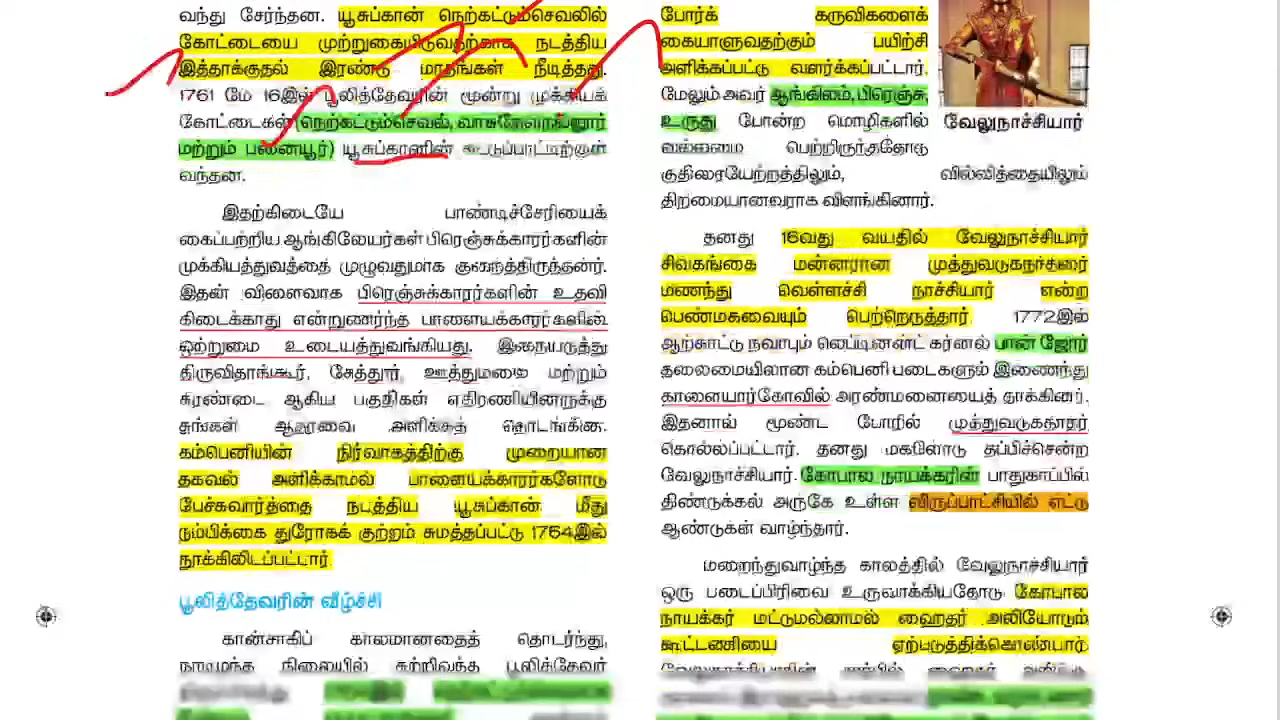 வந்து சேர்ந்தன. யூசுப்கான் நெற்கட்டும்செவலில்
கோட்டையை முற்றுகையிடுவதற்காக நடத்திய
இத்தாக்குதல் இரண்டு மாதங்கள் நீடித்தது.
1761 மே 16இல் பூலித்தேவரின் மூன்று முக்கியக்
கோட்டைகள் (நெற்கட்டும்செவல், வாசுதேவநல்லூர்
மற்றும் பனையூர்) யூசுப்கானின் கட்டுப்பாட்டிற்குள்
வந்தன.
இதற்கிடையே பாண்டிச்சேரியைக்
கைப்பற்றிய ஆங்கிலேயர்கள் பிரெஞ்சுக்காரர்களின்
முக்கியத்துவத்தை முழுவதுமாக குறைத்திருந்தனர்.
இதன் விளைவாக பிரெஞ்சுக்காரர்களின் உதவி
கிடைக்காது என்றுணர்ந்த பாளையக்காரர்களின்
ஒற்றுமை உடையத்துவங்கியது. இதையடுத்து
திருவிதாங்கூர், சேத்தூர், ஊத்துமலை மற்றும்
சுரண்டை ஆகிய பகுதிகள் எதிரணியினருக்கு
தங்கள் ஆதரவை அளிக்கத் தொடங்கின.
கம்பெனியின் நிர்வாகத்திற்கு முறையான
தகவல் அளிக்காமல் பாளையக்காரர்களோடு
பேச்சுவார்த்தை நடத்திய யூசுப்கான் மீது
நம்பிக்கை துரோகக் குற்றம் சுமத்தப்பட்டு 1764இல்
தூக்கிலிடப்பட்டார்.
பூலித்தேவரின் வீழ்ச்சி
கான்சாகிப் காலமானதைத் தொடர்ந்து,
நாடிழந்த நிலையில் சுற்றிவந்த பூலித்தேவர்
போர்க் கருவிகளைக்
கையாளுவதற்கும் பயிற்சி
அளிக்கப்பட்டு வளர்க்கப்பட்டார்.
மேலும் அவர் ஆங்கிலம், பிரெஞ்சு,
உருது போன்ற மொழிகளில்
வல்லமை பெற்றிருந்ததோடு
குதிரையேற்றத்திலும், வில்வித்தையிலும்
திறமையானவராக விளங்கினார்.
வேலுநாச்சியார்
தனது 16வது வயதில் வேலுநாச்சியார்
சிவகங்கை மன்னரான முத்துவடுகநாதரை
மணந்து வெள்ளச்சி நாச்சியார் என்ற
பெண்மகவையும் பெற்றெடுத்தார். 1772இல்
ஆற்காட்டு நவாபும் லெப்டினன்ட் கர்னல் பான் ஜோர்
தலைமையிலான கம்பெனி படைகளும் இணைந்து
காளையார்கோவில் அரண்மனையைத் தாக்கினர்.
இதனால் மூண்ட போரில் முத்துவடுகநாதர்
கொல்லப்பட்டார். தனது மகளோடு தப்பிச்சென்ற
வேலுநாச்சியார். கோபால நாயக்கரின் பாதுகாப்பில்
திண்டுக்கல் அருகே உள்ள விருப்பாட்சியில் எட்டு
ஆண்டுகள் வாழ்ந்தார்.
மறைந்துவாழ்ந்த காலத்தில் வேலுநாச்சியார்
ஒரு படைப்பிரிவை உருவாக்கியதோடு கோபால
நாயக்கர் மட்டுமல்லாமல் ஹைதர் அலியோடும்
கூட்டணியை ஏற்படுத்திக்கொண்டார்.